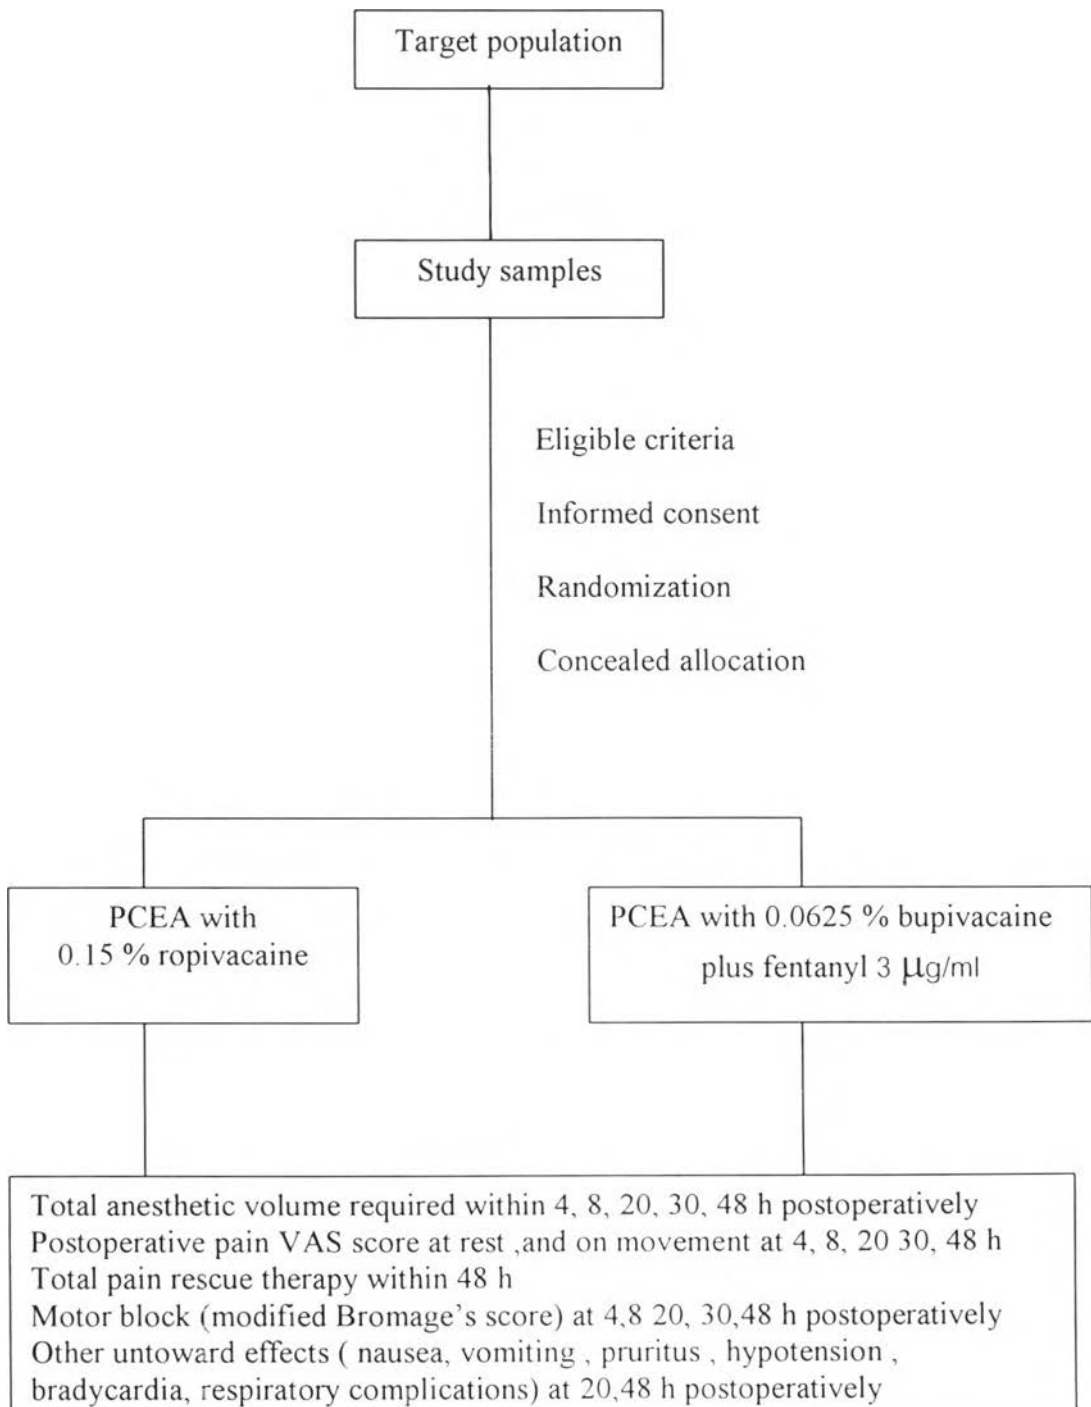 Target population
Study samples
Eligible criteria
Informed consent
Randomization
Concealed allocation
PCEA with
0.15 % ropivacaine
PCEA with 0.0625 % bupivacaine
plus fentanyl 3 μg/ml
Total anesthetic volume required within 4, 8, 20, 30, 48 h postoperatively
Postoperative pain VAS score at rest ,and on movement at 4, 8, 20 30, 48 h
Total pain rescue therapy within 48 h
Motor block (modified Bromage's score) at 4,8 20, 30,48 h postoperatively
Other untoward effects ( nausea, vomiting , pruritus , hypotension ,
bradycardia, respiratory complications) at 20,48 h postoperatively